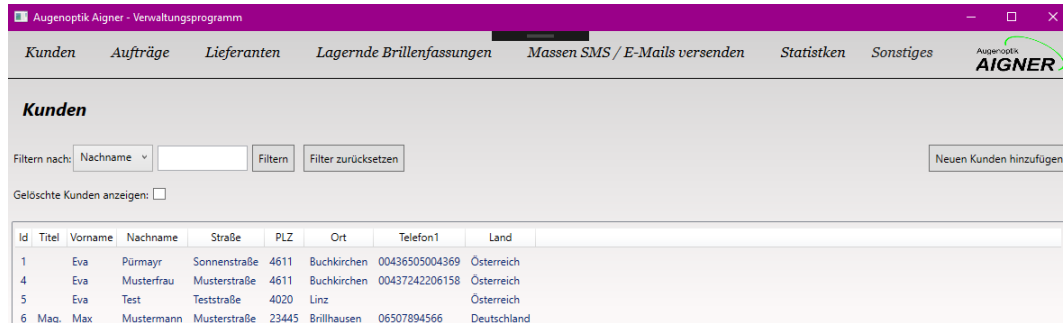 Augenoptik Aigner - Verwaltungsprogramm
Kunden Aufträge Lieferanten Lagernde Brillenfassungen Massen SMS / E-Mails versenden Statistken Sonstiges Augenoptik AIGNER
Kunden
Filtern nach: Nachname Filtern Filter zurücksetzen Neuen Kunden hinzufügen
Gelöschte Kunden anzeigen:
Id Titel Vorname Nachname Straße PLZ Ort Telefon1 Land
1 Eva Pürmayr Sonnenstraße 4611 Buchkirchen 00436505004369 Österreich
4 Eva Musterfrau Musterstraße 4611 Buchkirchen 00437242206158 Österreich
5 Eva Test Teststraße 4020 Linz Österreich
6 Mag. Max Mustermann Musterstraße 23445 Brillhausen 06507894566 Deutschland